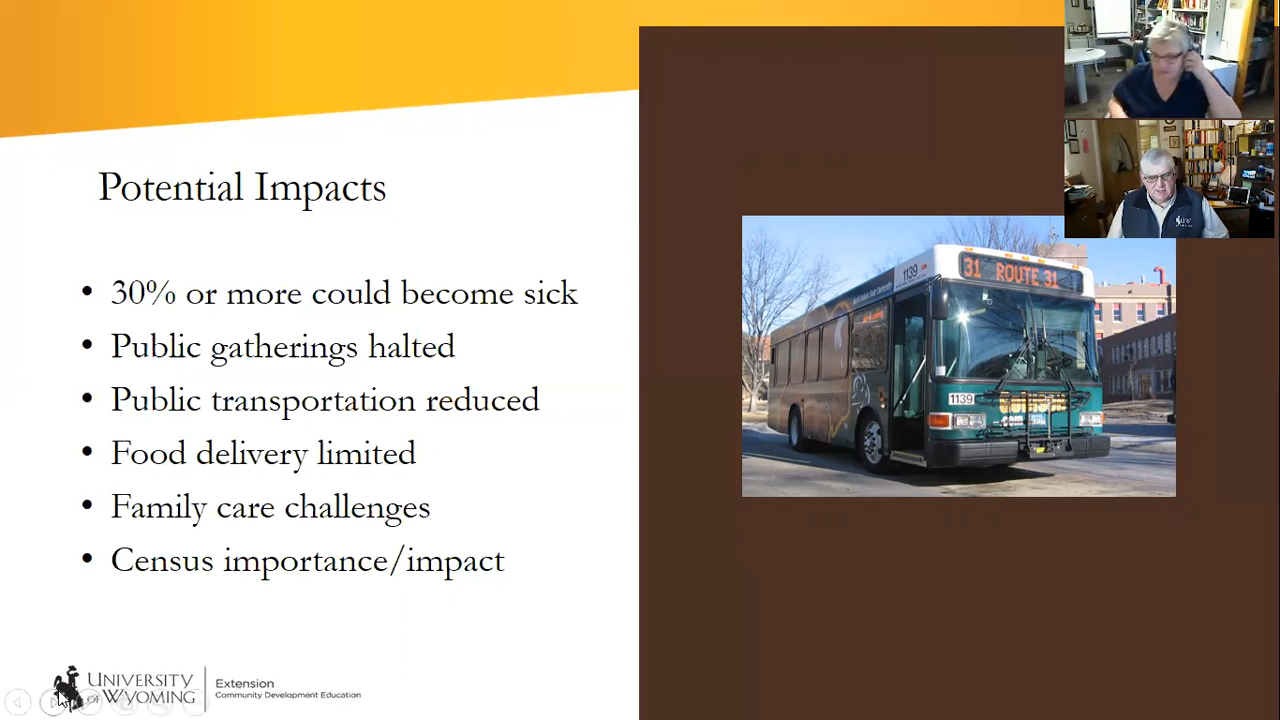 Potential Impacts
• 30% or more could become sick
• Public gatherings halted
• Public transportation reduced
• Food delivery limited
• Family care challenges
• Census importance/impact
UNIVERSITY
OF WYOMING
Extension
Community Development Education
1139
31 ROUTE 31
1139